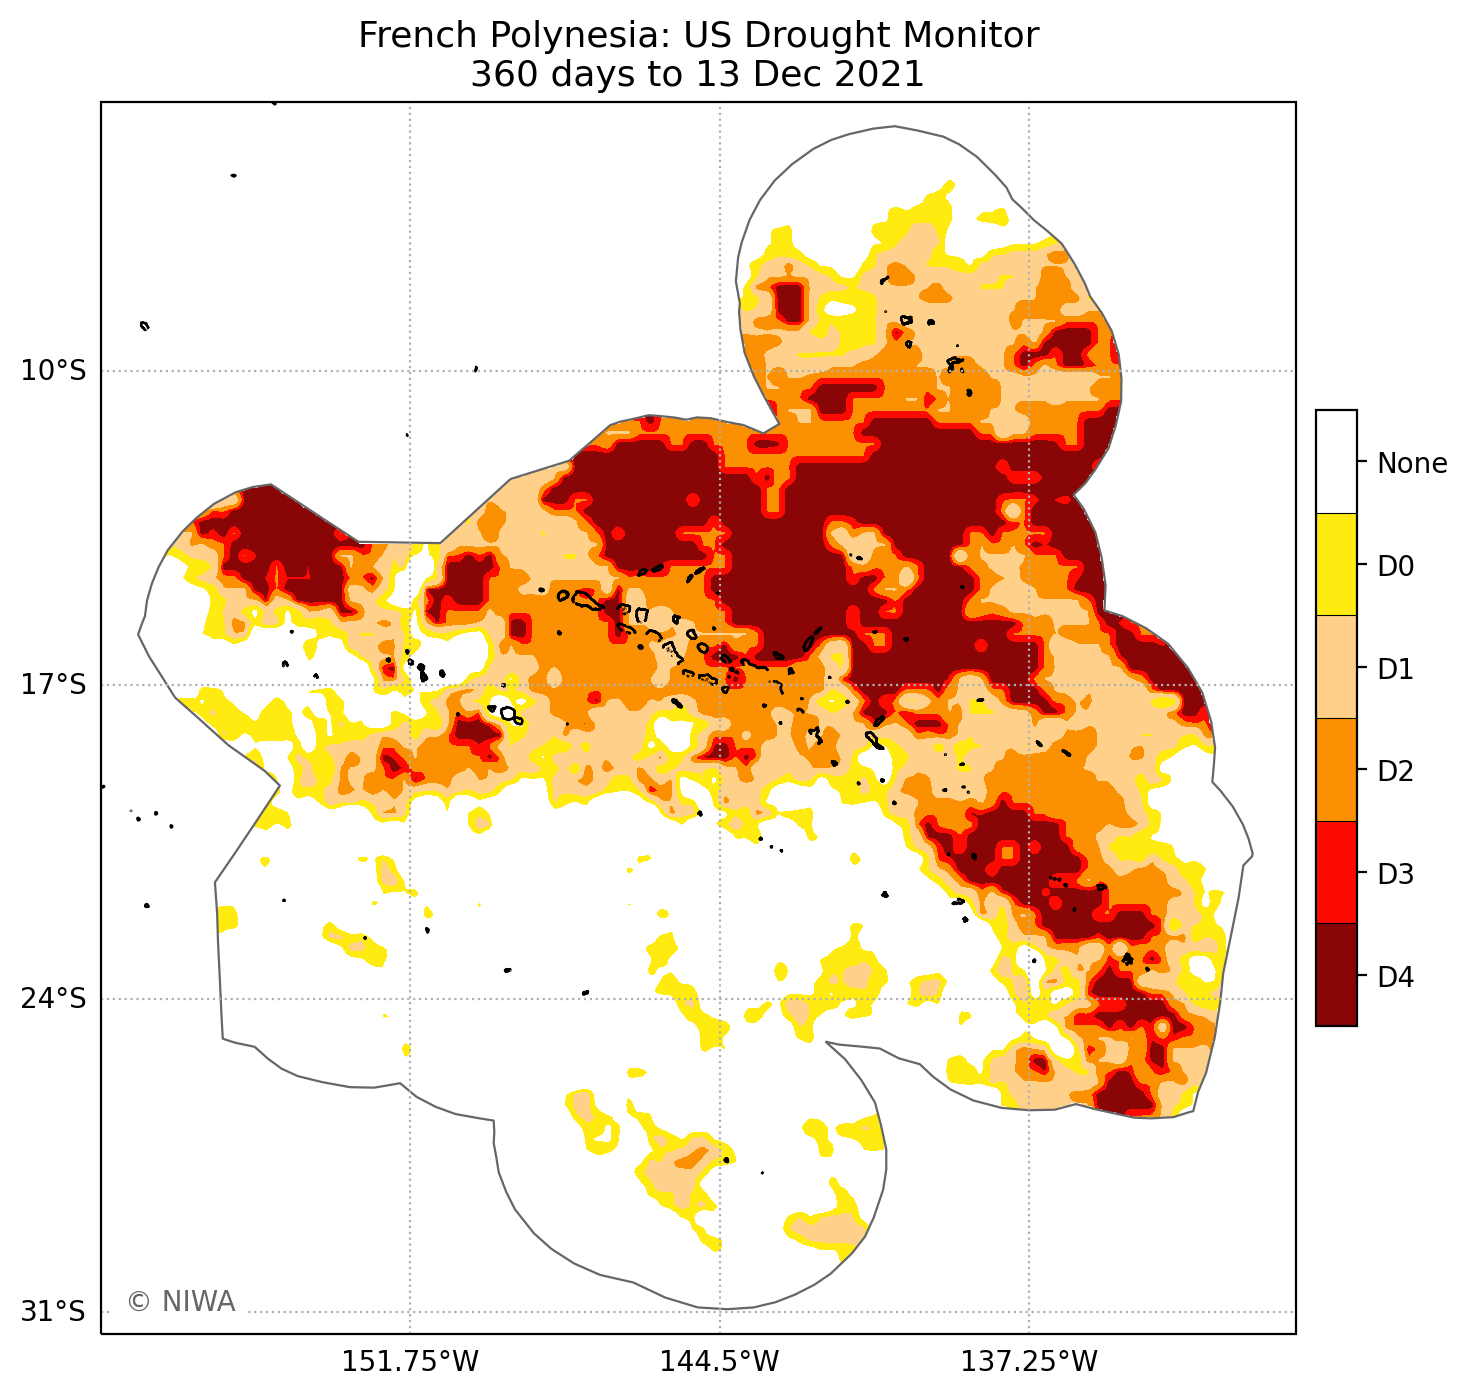 French Polynesia: US Drought Monitor
360 days to 13 Dec 2021
10°S
17°S
24°S
31°S
151.75°W
144.5°W
137.25°W
None
D0
D1
D2
D3
D4
© NIWA